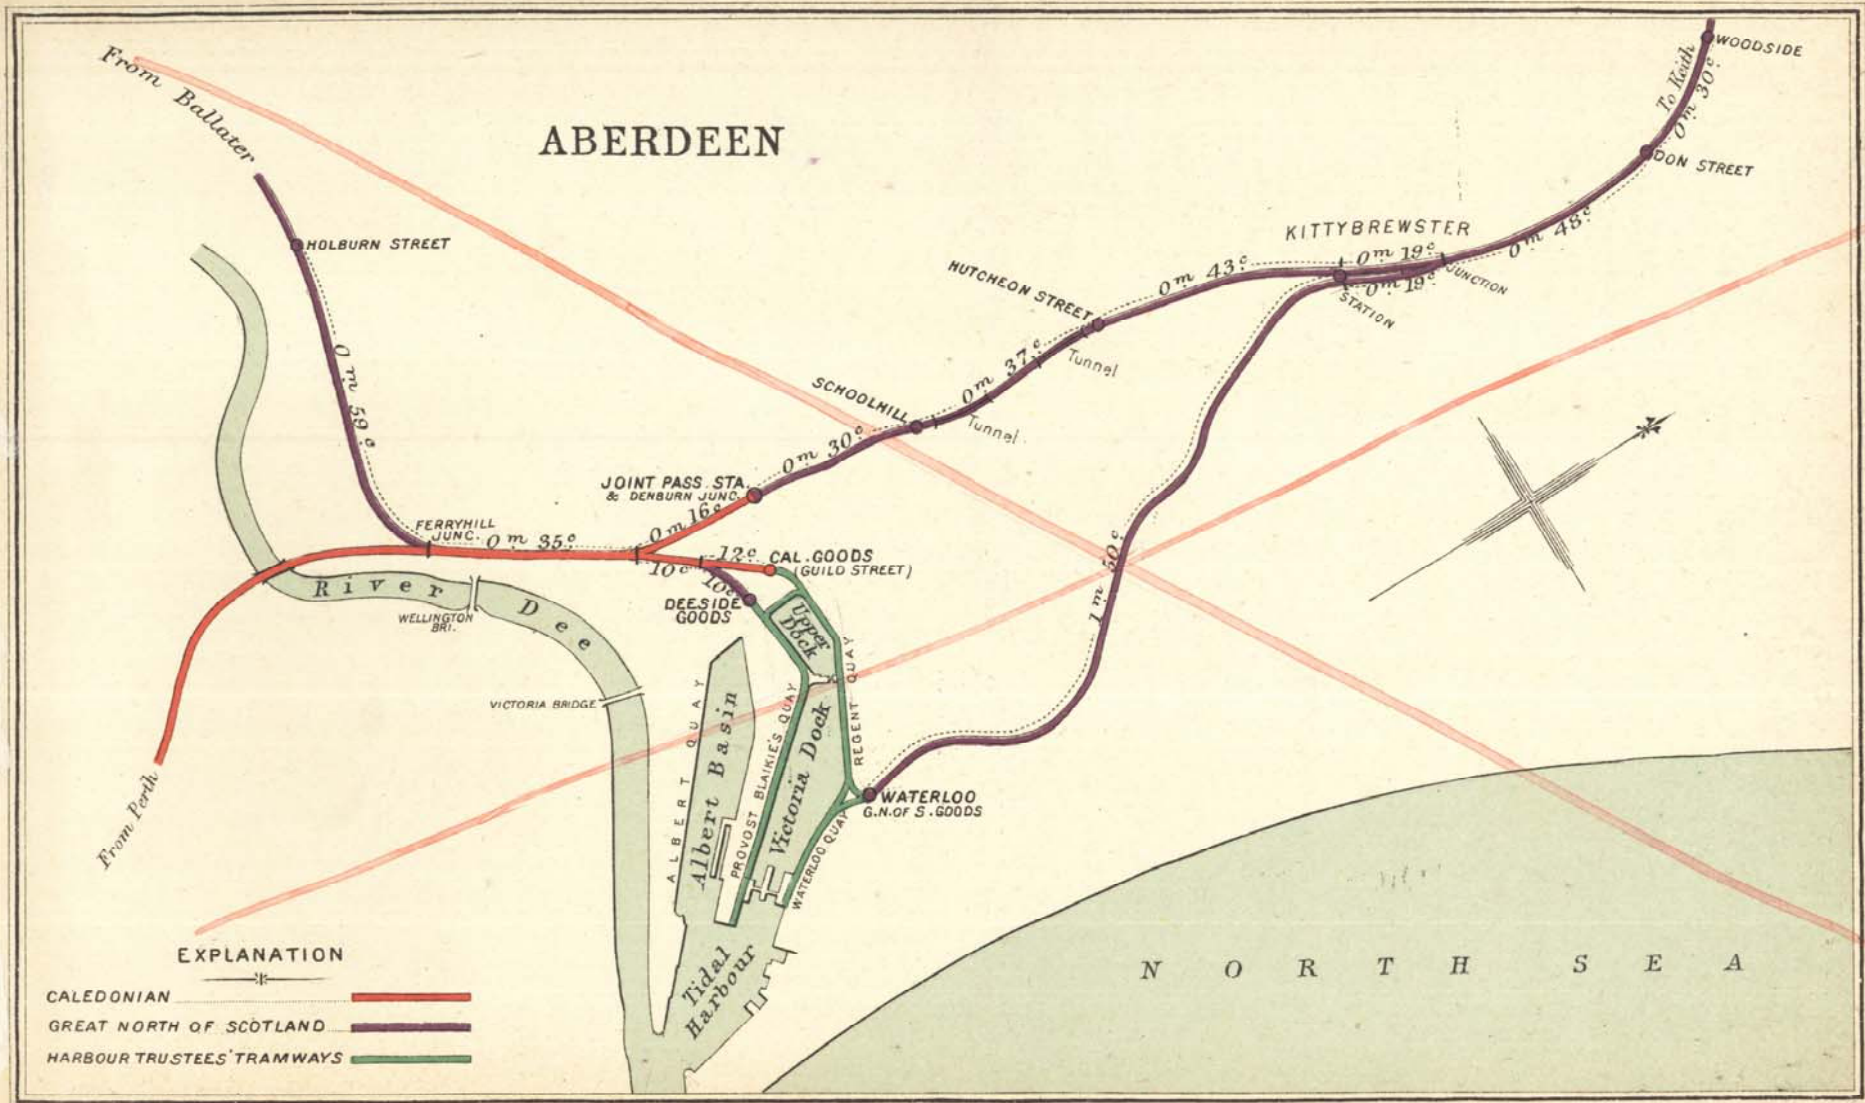 ABERDEEN
From Ballater
HOLBURN STREET
0 m 59 c.
FERRYHILL
JUNC.
0 m 35 c.
River Dee
WELLINGTON
BRI.
VICTORIA BRIDGE
From Perth
JOINT PASS. STA.
& DENBURN JUNC.
0 m 16 c.
10 c.
12 c.
CAL. GOODS
(GUILD STREET)
10 c.
DEESIDE
GOODS
0 m 30 c.
SCHOOLHILL
Tunnel
0 m 37 c.
Tunnel
HUTCHEON STREET
0 m 43 c.
KITTYBREWSTER
0 m 19 c.
0 m 19 c.
STATION
JUNCTION
0 m 48 c.
DON STREET
0 m 30 c.
To Keith
WOODSIDE
1 m 50 c.
Upper
Dock
ALBERT QUAY
Albert Basin
PROVOST BLAIKIE'S QUAY
Victoria Dock
REGENT QUAY
WATERLOO QUAY
WATERLOO
G.N. OF S. GOODS
Tidal
Harbour
NORTH SEA
EXPLANATION
CALEDONIAN
GREAT NORTH OF SCOTLAND
HARBOUR TRUSTEES' TRAMWAYS